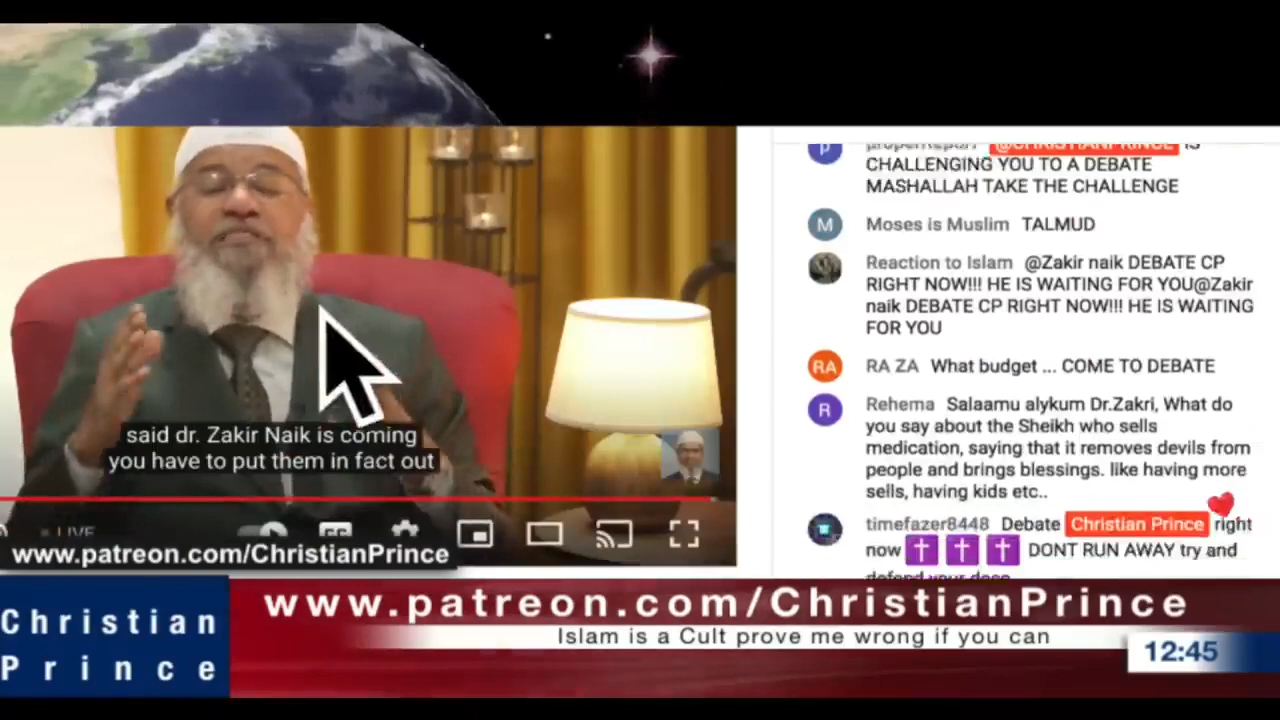 @CHRISTIANPRINCE IS
CHALLENGING YOU TO A DEBATE
MASHALLAH TAKE THE CHALLENGE
M
Moses is Muslim TALMUD
Reaction to Islam @Zakir naik DEBATE CP
RIGHT NOW!!! HE IS WAITING FOR YOU@Zakir
naik DEBATE CP RIGHT NOW!!! HE IS WAITING
FOR YOU
RA
RA ZA What budget ... COME TO DEBATE
R
Rehema Salaamu alykum Dr.Zakri, What do
you say about the Sheikh who sells
medication, saying that it removes devils from
people and brings blessings. like having more
sells, having kids etc..
timefazer8448 Debate Christian Prince right
now DONT RUN AWAY try and
said dr. Zakir Naik is coming
you have to put them in fact out
LIVE
www.patreon.com/ChristianPrince
Christian
Prince
www.patreon.com/ChristianPrince
Islam is a Cult prove me wrong if you can
12:45